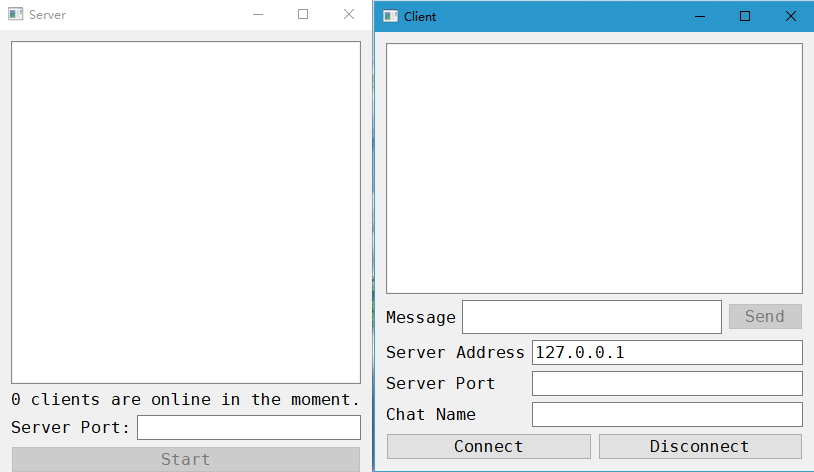 Server
0 clients are online in the moment.
Server Port:
Start
Client
Message
Send
Server Address 127.0.0.1
Server Port
Chat Name
Connect Disconnect